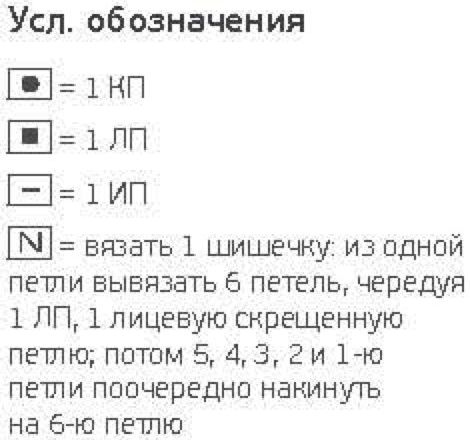 Усл. обозначения
● = 1 КП
■ = 1 ЛП
– = 1 ИП
N = вязать 1 шишечку: из одной
петли вывязать 6 петель, чередуя
1 ЛП, 1 лицевую скрещенную
петлю; потом 5, 4, 3, 2 и 1-ю
петли поочередно накинуть
на 6-ю петлю